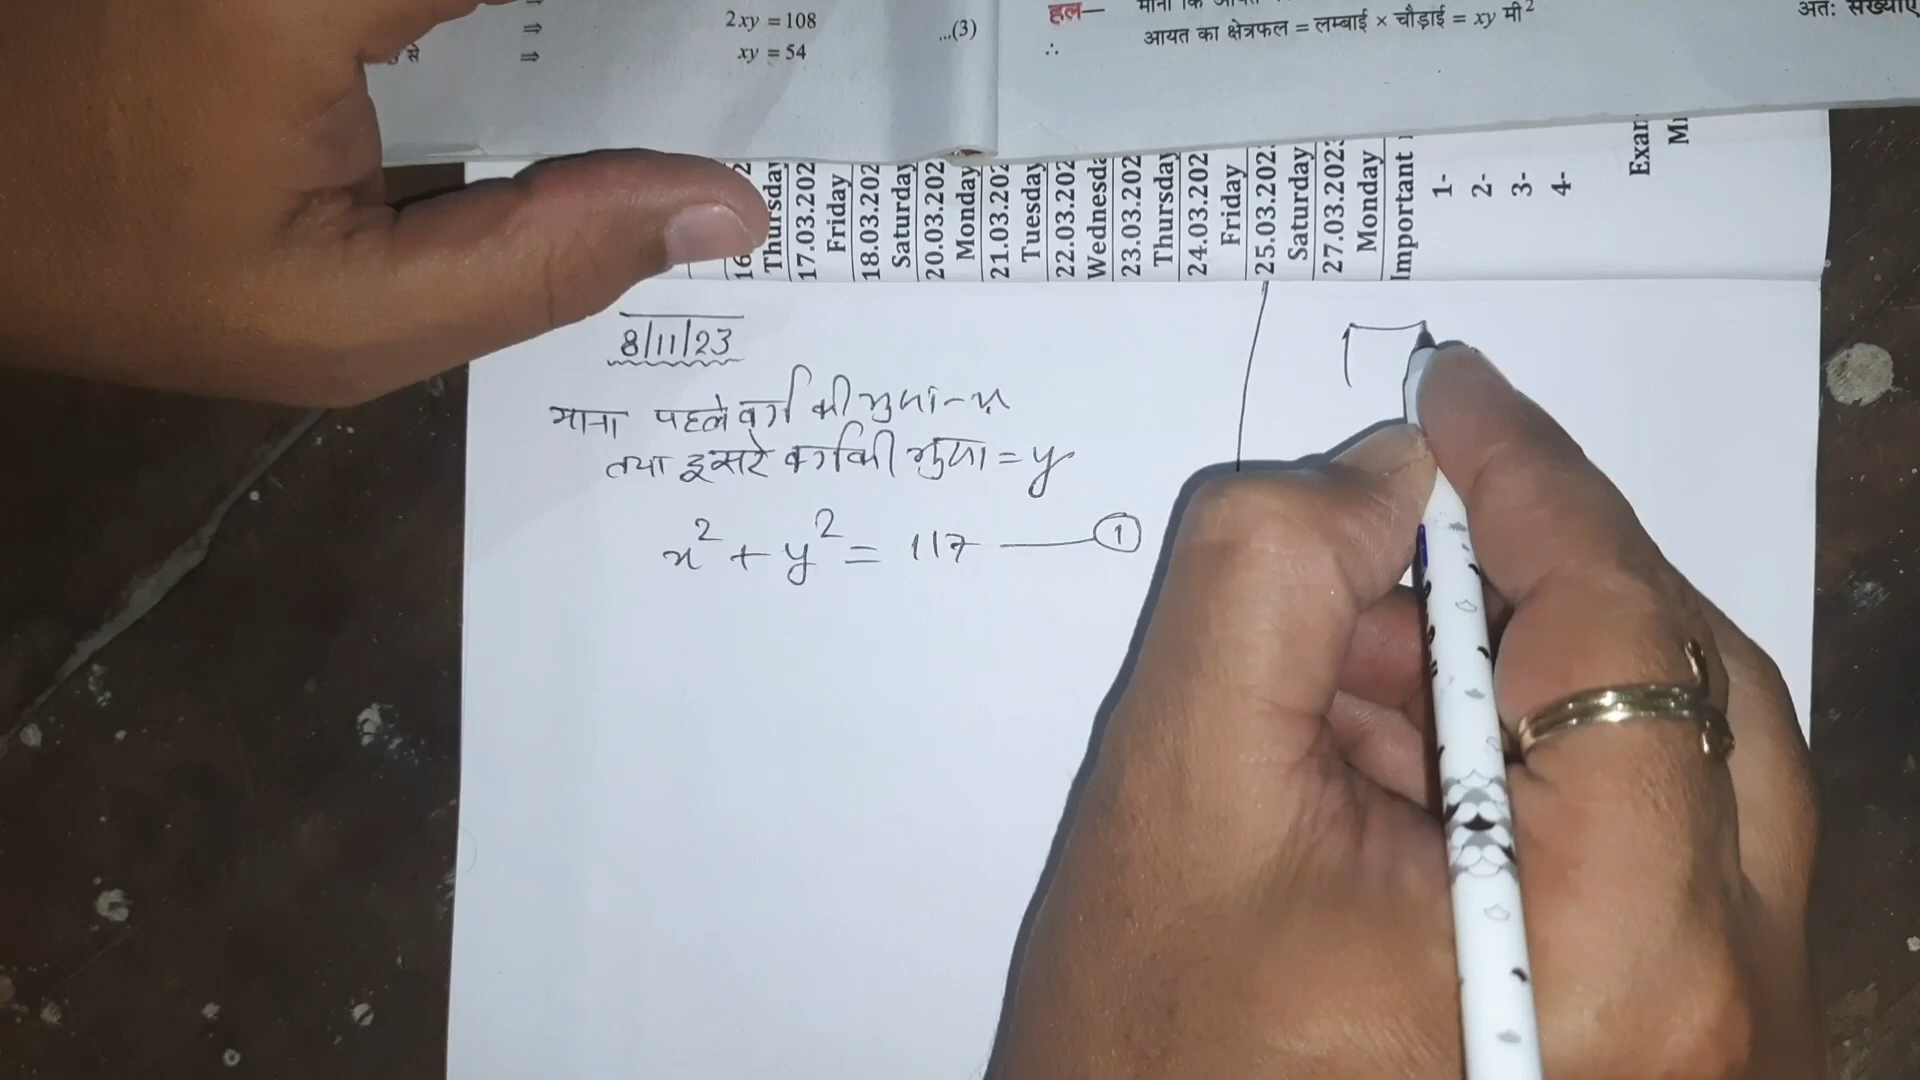 ⇒ 2xy = 108
से ⇒ xy = 54 ...(3)
हल— माना कि आयत
∴ आयत का क्षेत्रफल = लम्बाई × चौड़ाई = xy मी²
अतः संख्याएँ
Thursday
17.03.202
Friday
18.03.202
Saturday
20.03.202
Monday
21.03.202
Tuesday
22.03.202
Wednesda
23.03.202
Thursday
24.03.202
Friday
25.03.202
Saturday
27.03.2023
Monday
Important
1-
2-
3-
4-
Exam
8/11/23
माना पहले वर्ग की भुजा - x
तथा दूसरे वर्ग की भुजा = y
x² + y² = 117 — ①